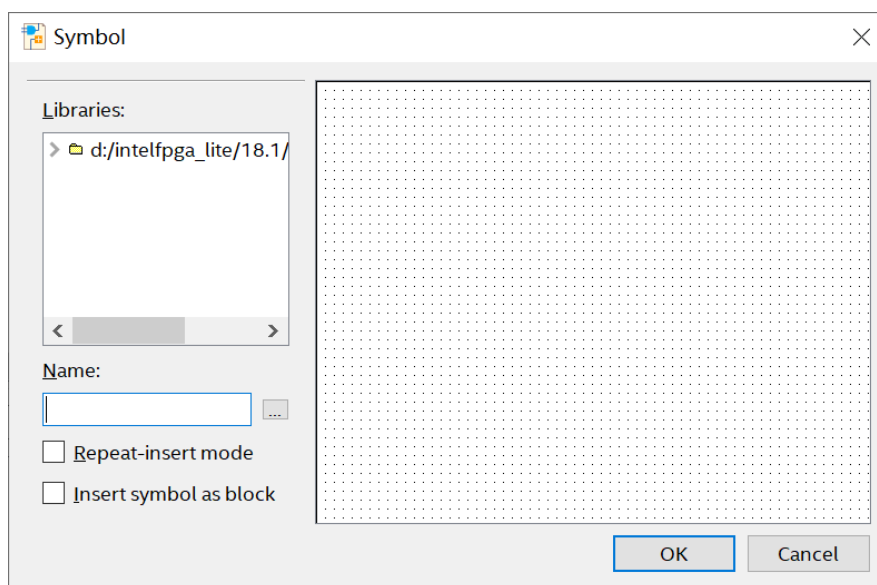 Symbol
Libraries:
d:/intelfpga_lite/18.1/
Name:
...
Repeat-insert mode
Insert symbol as block
OK
Cancel